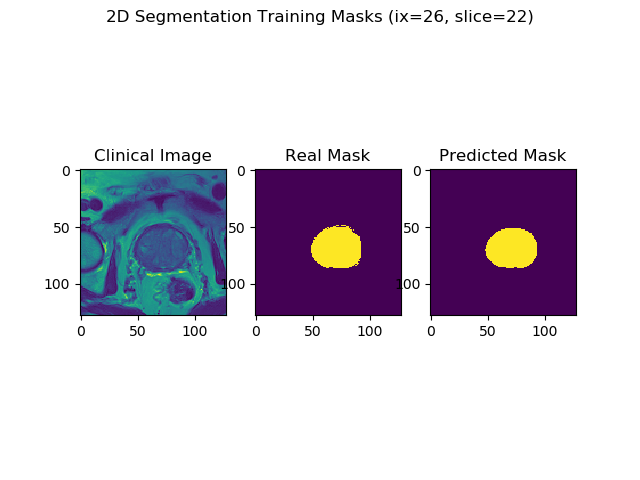 2D Segmentation Training Masks (ix=26, slice=22)
Clinical Image Real Mask Predicted Mask
0 0 0
50 50 50
100 100 100
0 50 100 0 50 100 0 50 100